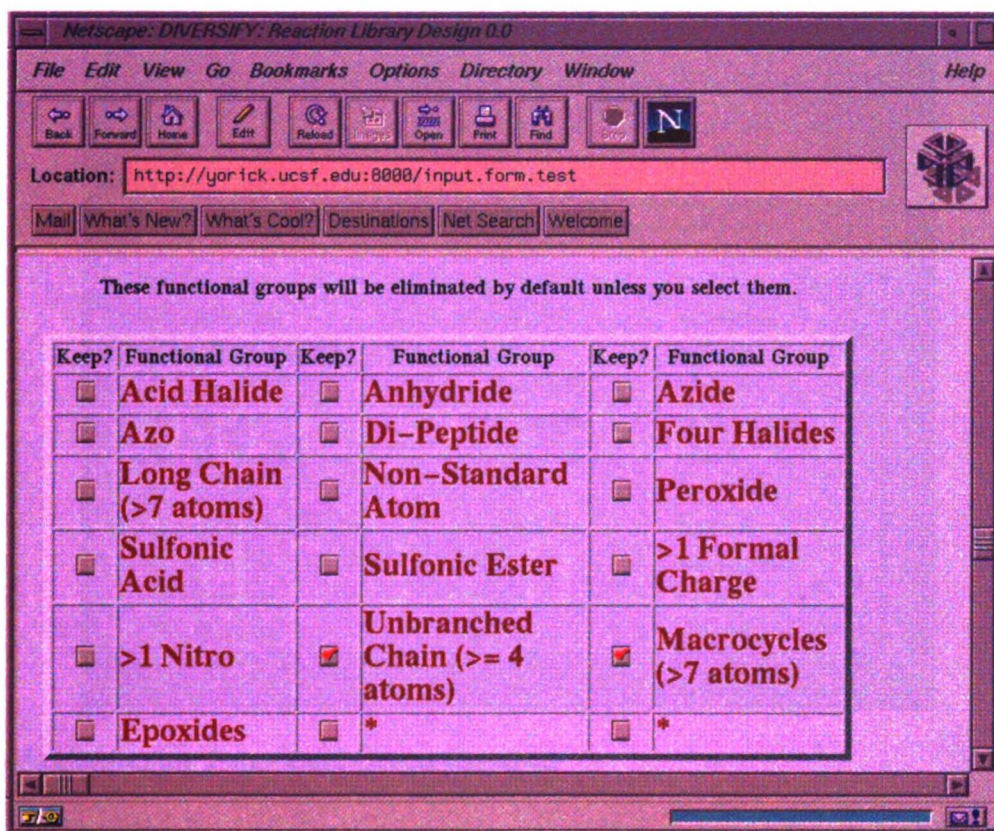 Netscape: DIVERSIFY: Reaction Library Design 0.0
File Edit View Go Bookmarks Options Directory Window Help
Back Forward Home Edit Reload Images Open Print Find Stop N
Location: http://yorick.ucsf.edu:8000/input.form.test
Mail What's New? What's Cool? Destinations Net Search Welcome
These functional groups will be eliminated by default unless you select them.
Keep? Functional Group Keep? Functional Group Keep? Functional Group
Acid Halide Anhydride Azide
Azo Di-Peptide Four Halides
Long Chain (>7 atoms) Non-Standard Atom Peroxide
Sulfonic Acid Sulfonic Ester >1 Formal Charge
>1 Nitro Unbranched Chain (>= 4 atoms) Macrocycles (>7 atoms)
Epoxides * *